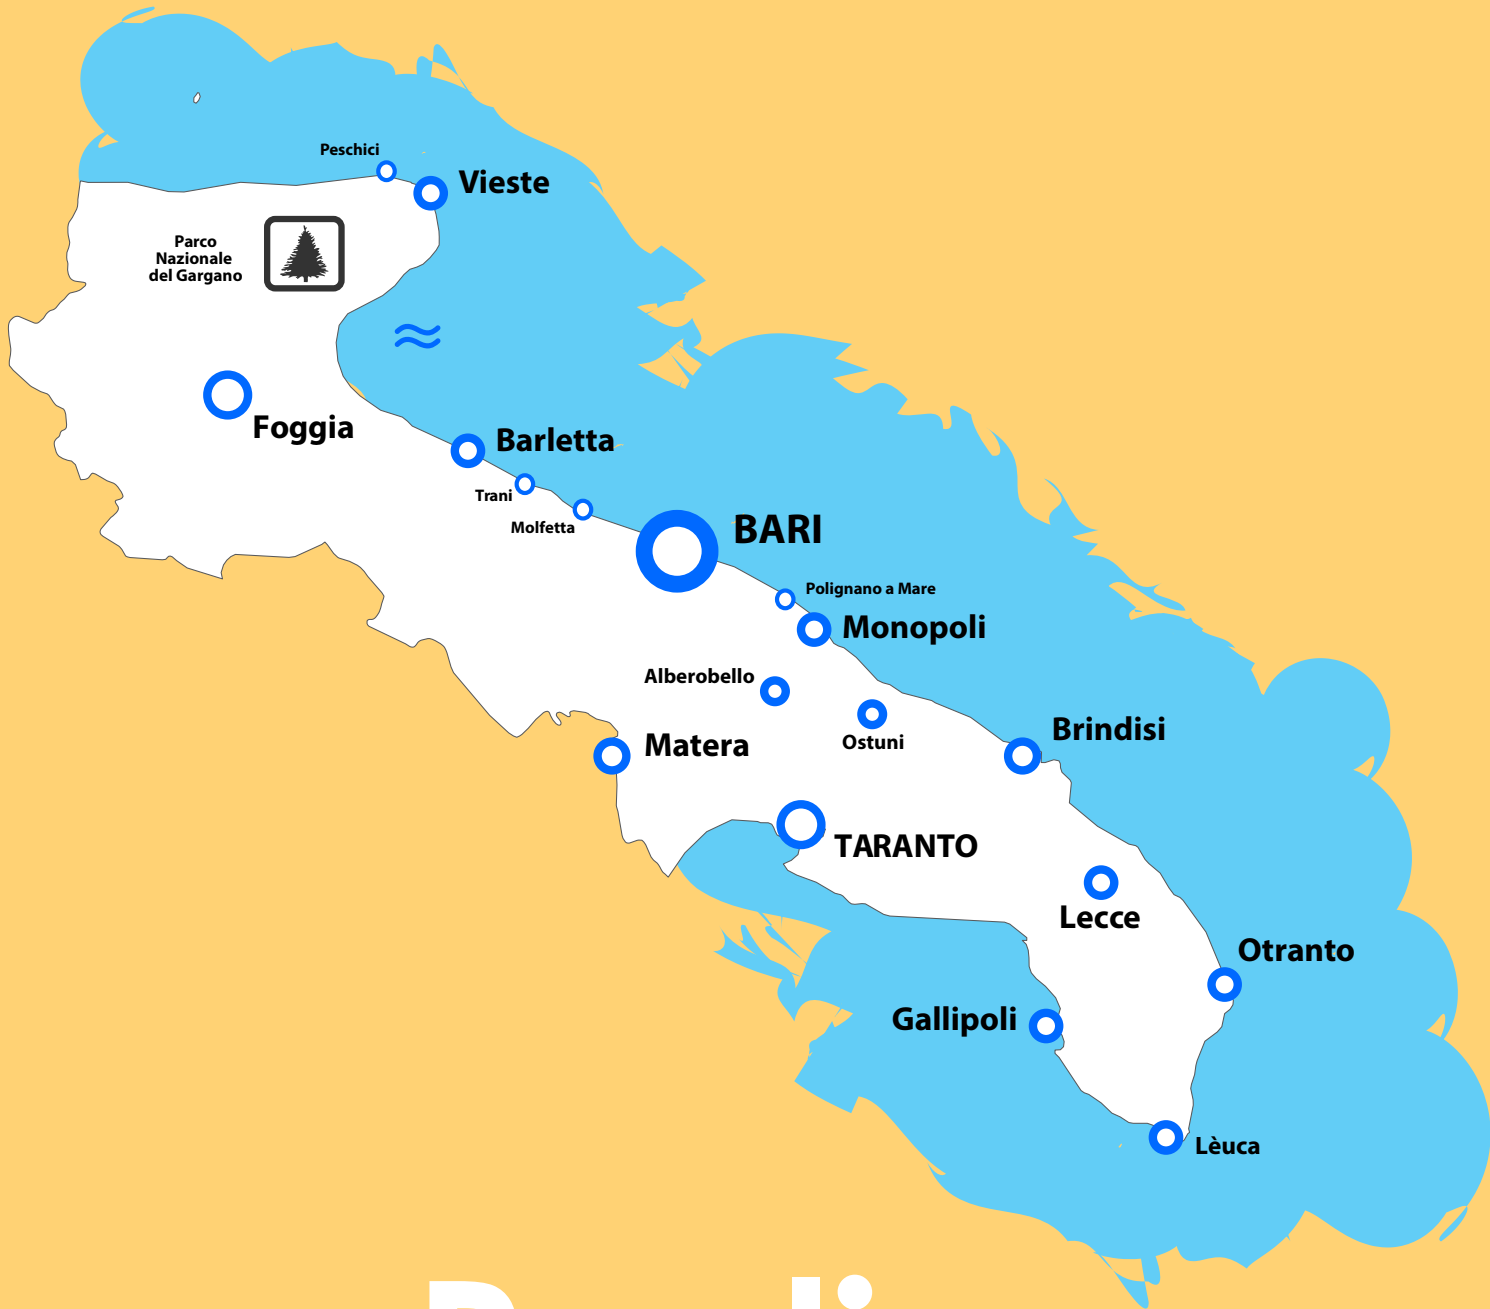 Peschici
Vieste
Parco
Nazionale
del Gargano
Foggia
Barletta
Trani
Molfetta
BARI
Polignano a Mare
Monopoli
Alberobello
Ostuni
Matera
Brindisi
TARANTO
Lecce
Otranto
Gallipoli
Lèuca